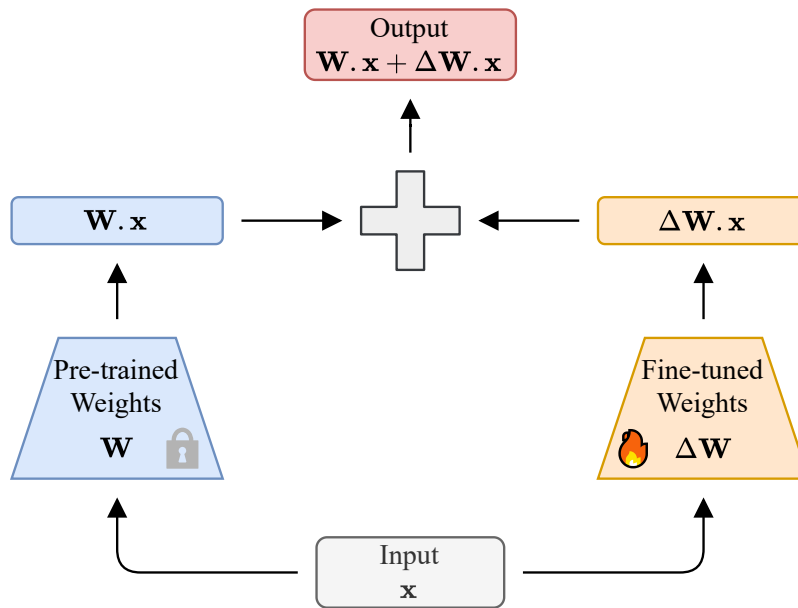 Output
W. x + ΔW. x
W. x
ΔW. x
Pre-trained
Weights
W
Fine-tuned
Weights
ΔW
Input
x